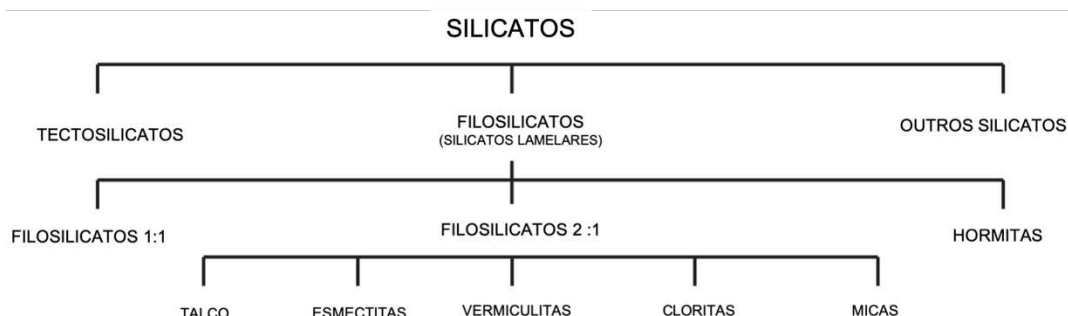 SILICATOS
TECTOSILICATOS
FILOSILICATOS
(SILICATOS LAMELARES)
OUTROS SILICATOS
FILOSILICATOS 1:1
FILOSILICATOS 2 :1
HORMITAS
TALCO
ESMECTITAS
VERMICULITAS
CLORITAS
MICAS